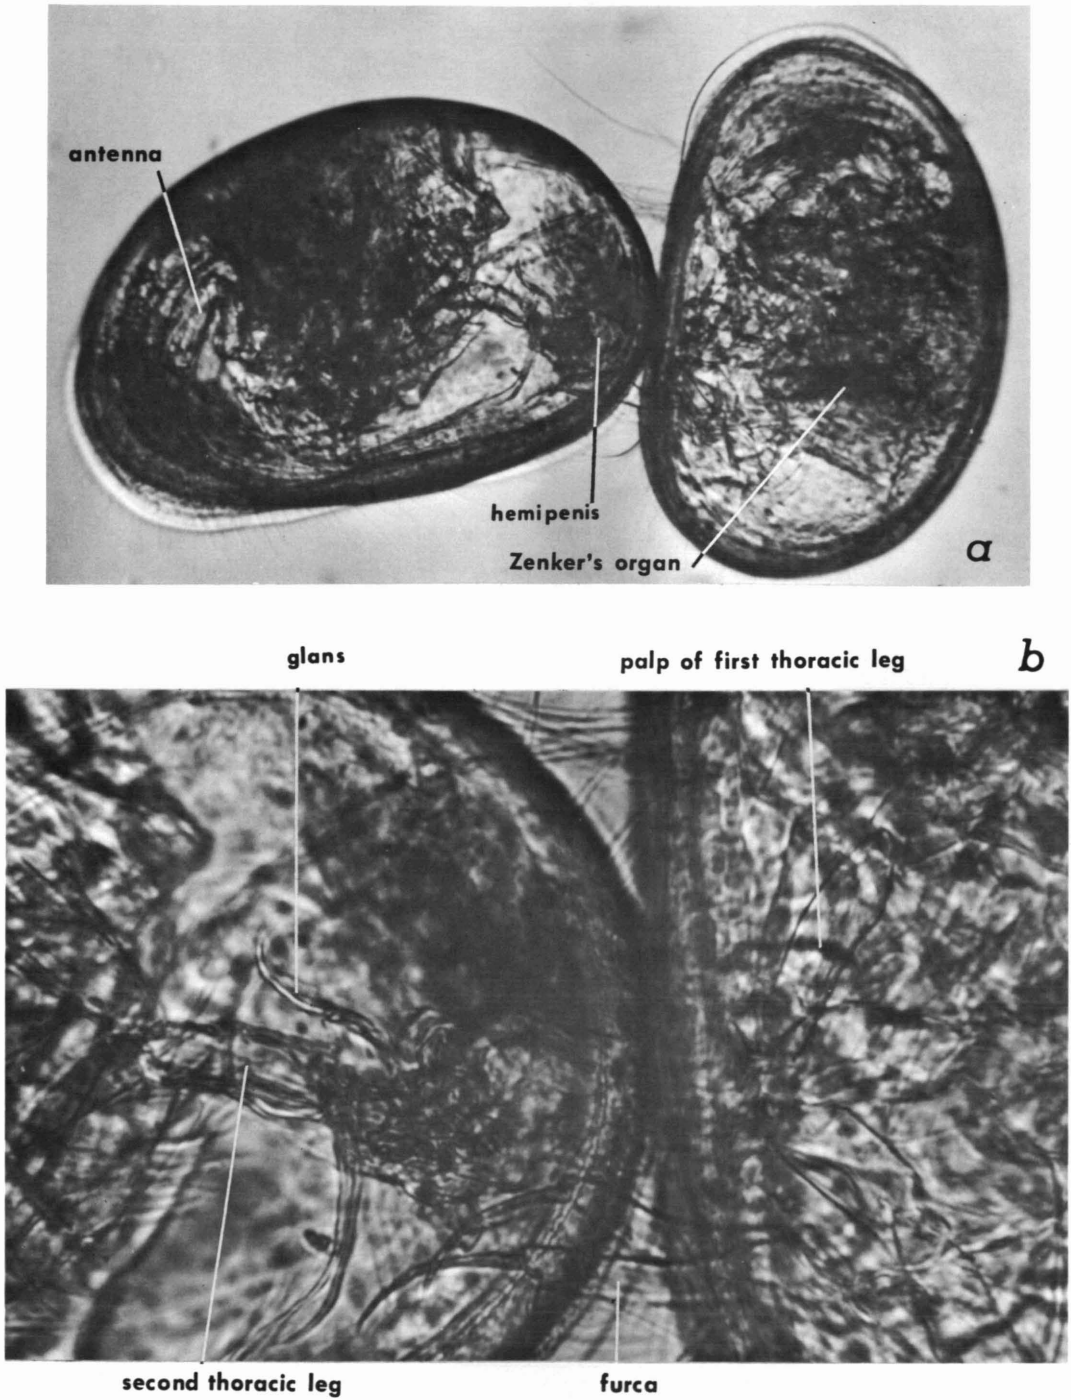 antenna
hemipenis
Zenker's organ
a
glans
palp of first thoracic leg
b
second thoracic leg
furca